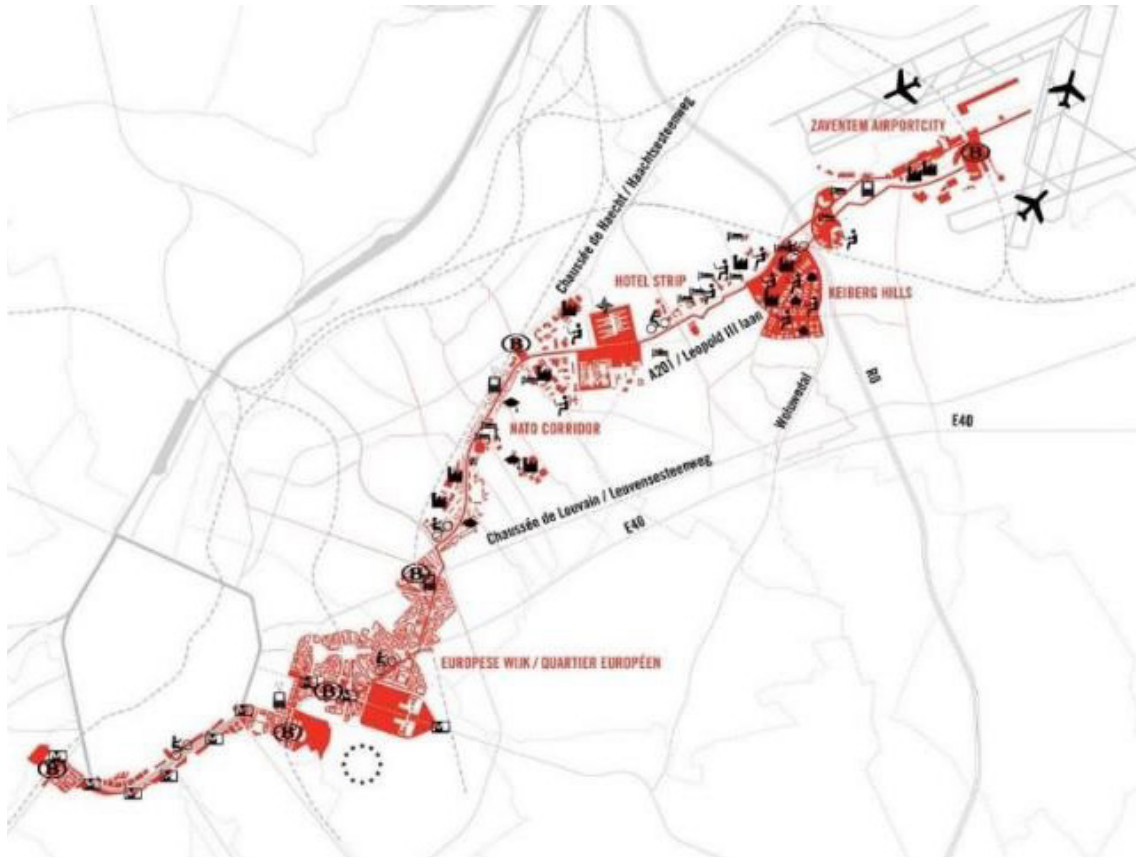 ZAVENTEM AIRPORTCITY
Chaussée de Haecht / Haachtsesteenweg
HOTEL STRIP
KEIBERG HILLS
A201 / Leopold III laan
R0
Woluwedal
E40
NATO CORRIDOR
Chaussée de Louvain / Leuvensesteenweg
E40
EUROPESE WIJK / QUARTIER EUROPÉEN
B
B
B
B
B
B